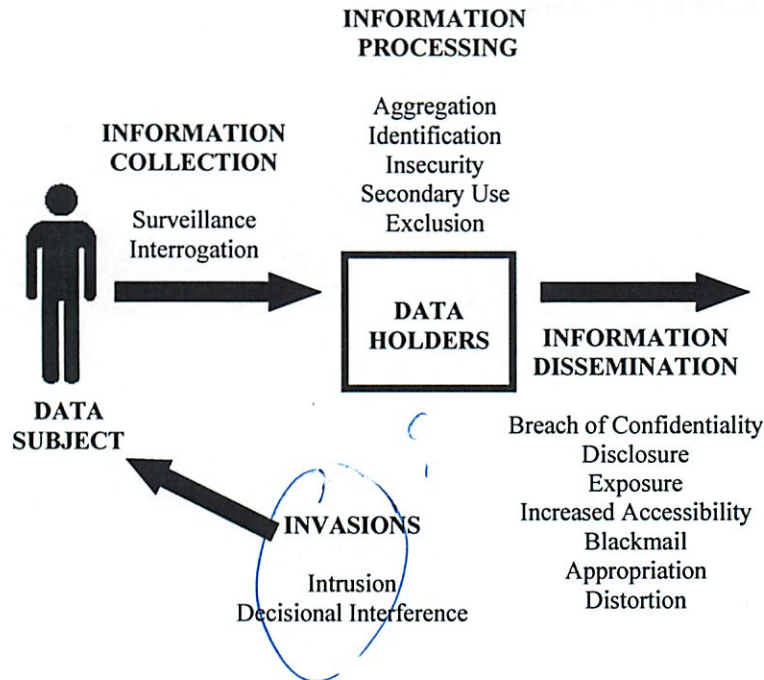 INFORMATION
PROCESSING
Aggregation
Identification
Insecurity
Secondary Use
Exclusion
INFORMATION
COLLECTION
Surveillance
Interrogation
DATA
HOLDERS
INFORMATION
DISSEMINATION
Breach of Confidentiality
Disclosure
Exposure
Increased Accessibility
Blackmail
Appropriation
Distortion
DATA
SUBJECT
INVASIONS
Intrusion
Decisional Interference